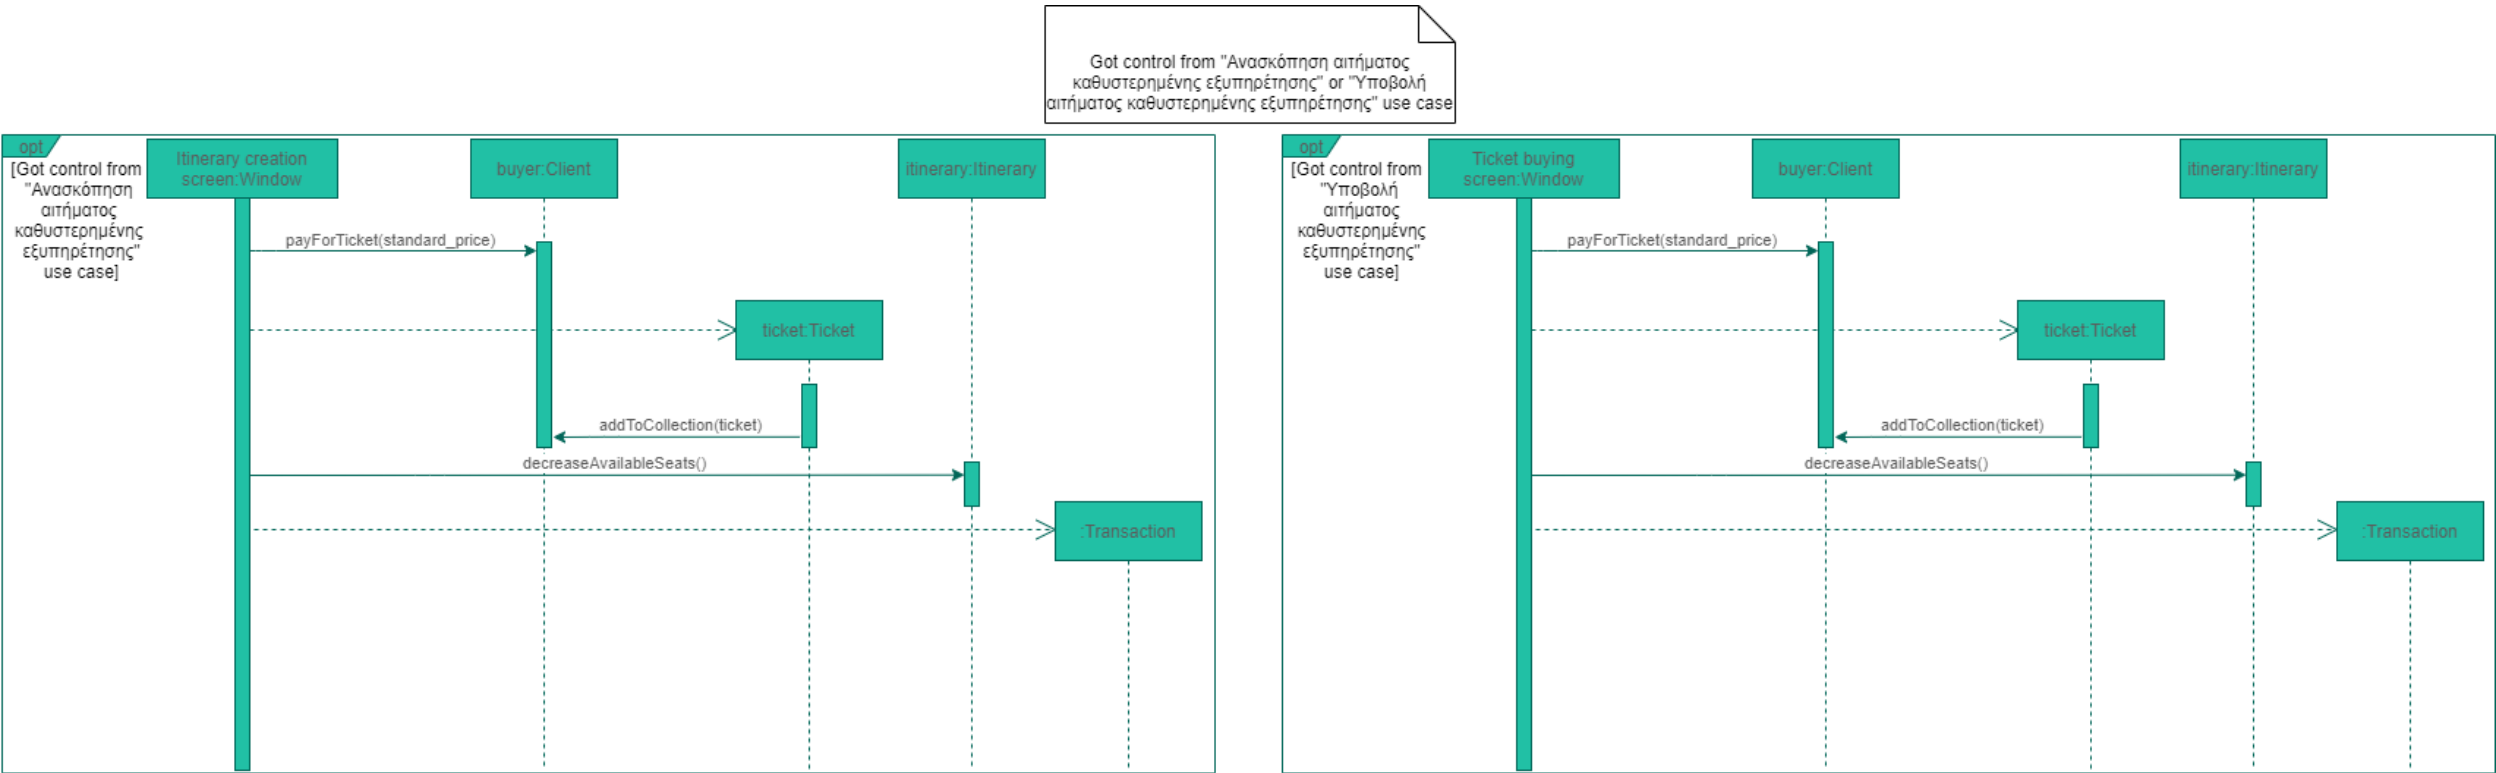 Got control from "Ανασκόπηση αιτήματος
καθυστερημένης εξυπηρέτησης" or "Υποβολή
αιτήματος καθυστερημένης εξυπηρέτησης" use case
opt
[Got control from
"Ανασκόπηση
αιτήματος
καθυστερημένης
εξυπηρέτησης"
use case]
Itinerary creation
screen:Window
buyer:Client
itinerary:Itinerary
payForTicket(standard_price)
ticket:Ticket
addToCollection(ticket)
decreaseAvailableSeats()
:Transaction
opt
[Got control from
"Υποβολή
αιτήματος
καθυστερημένης
εξυπηρέτησης"
use case]
Ticket buying
screen:Window
buyer:Client
itinerary:Itinerary
payForTicket(standard_price)
ticket:Ticket
addToCollection(ticket)
decreaseAvailableSeats()
:Transaction